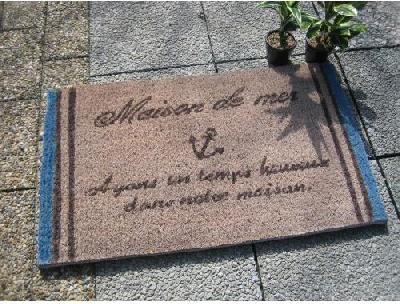 Maison de mer
Ayons un temps heureux
dans notre maison.